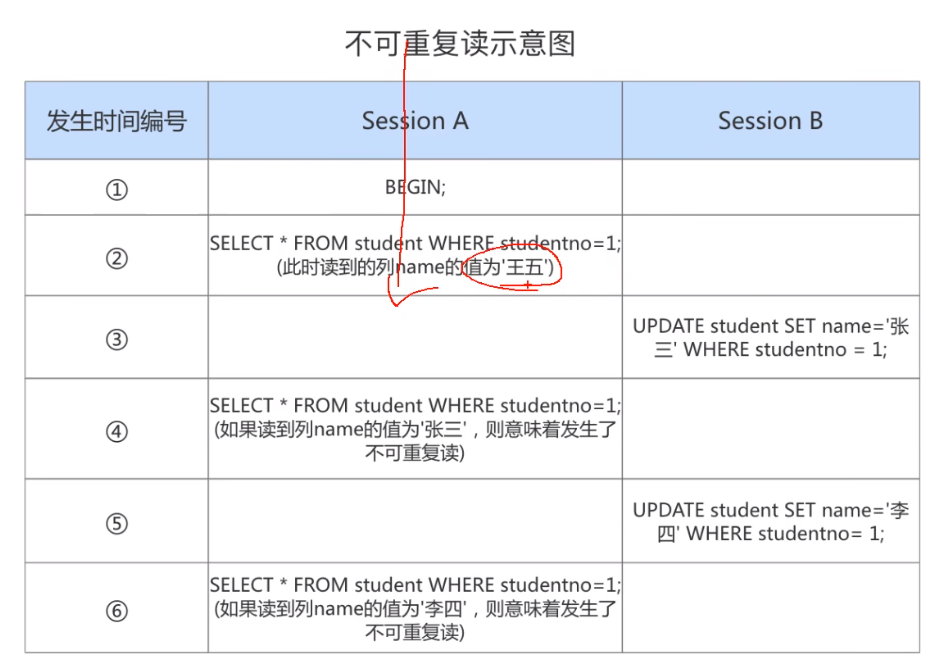 不可重复读示意图
发生时间编号 Session A Session B
① BEGIN;
② SELECT * FROM student WHERE studentno=1;
(此时读到的列name的值为'王五')
③ UPDATE student SET name='张
三' WHERE studentno = 1;
④ SELECT * FROM student WHERE studentno=1;
(如果读到列name的值为'张三'，则意味着发生了
不可重复读)
⑤ UPDATE student SET name='李
四' WHERE studentno= 1;
⑥ SELECT * FROM student WHERE studentno=1;
(如果读到列name的值为'李四'，则意味着发生了
不可重复读)